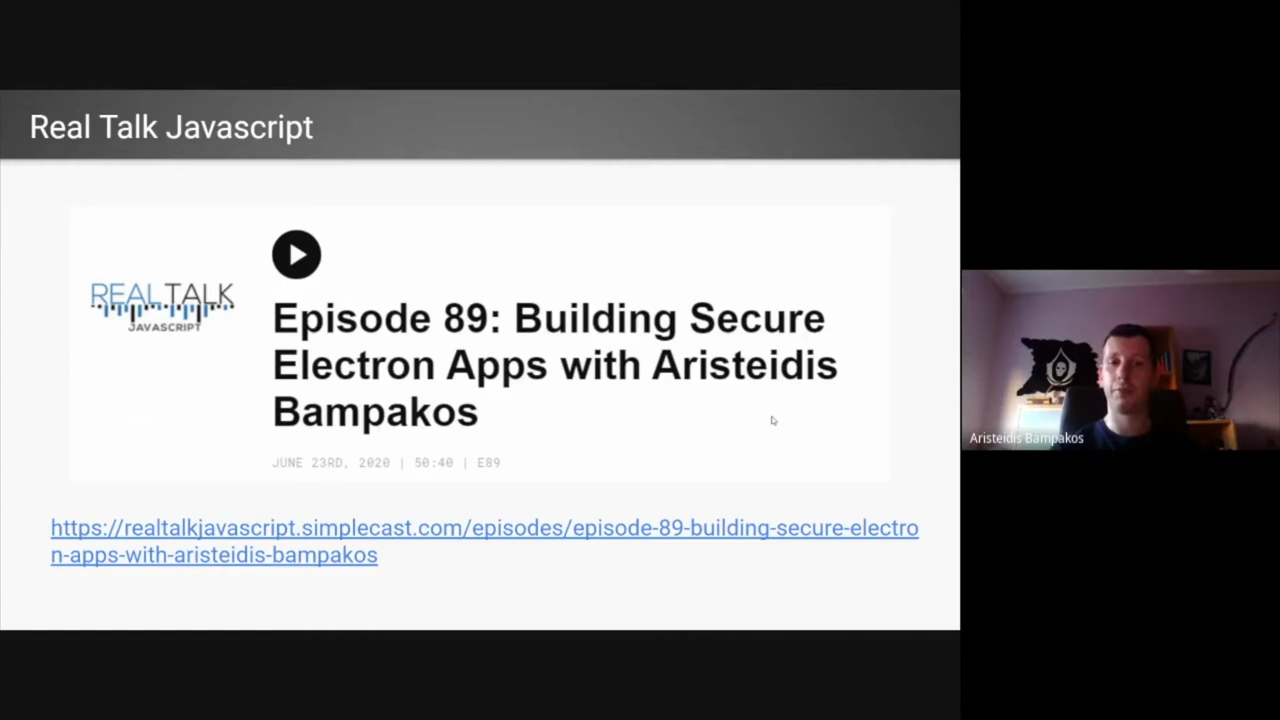 Real Talk Javascript
REALTALK
JAVASCRIPT
Episode 89: Building Secure
Electron Apps with Aristeidis
Bampakos
JUNE 23RD, 2020 | 50:40 | E89
https://realtalkjavascript.simplecast.com/episodes/episode-89-building-secure-electro
n-apps-with-aristeidis-bampakos
Aristeidis Bampakos